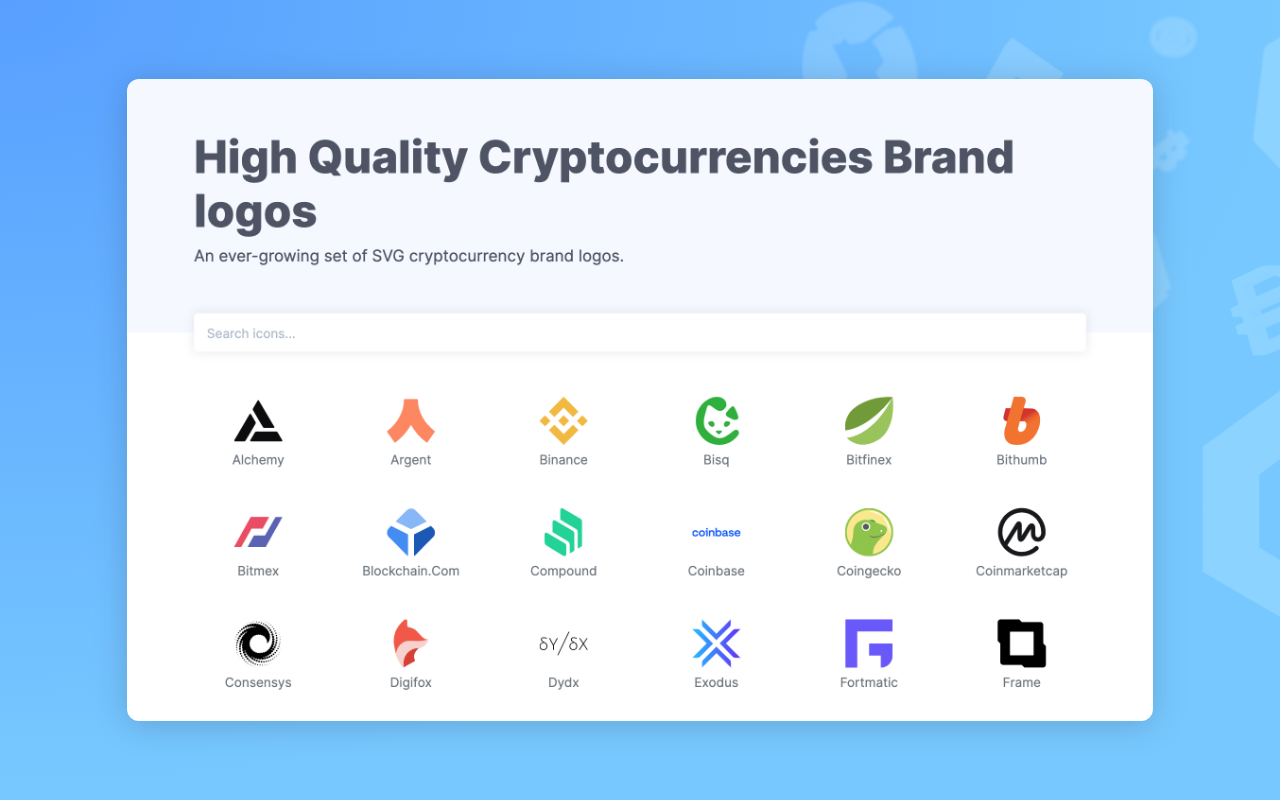 High Quality Cryptocurrencies Brand
logos
An ever-growing set of SVG cryptocurrency brand logos.
Search icons...
Alchemy
Argent
Binance
Bisq
Bitfinex
Bithumb
coinbase
Bitmex
Blockchain.Com
Compound
Coinbase
Coingecko
Coinmarketcap
δY/δX
Consensys
Digifox
Dydx
Exodus
Fortmatic
Frame